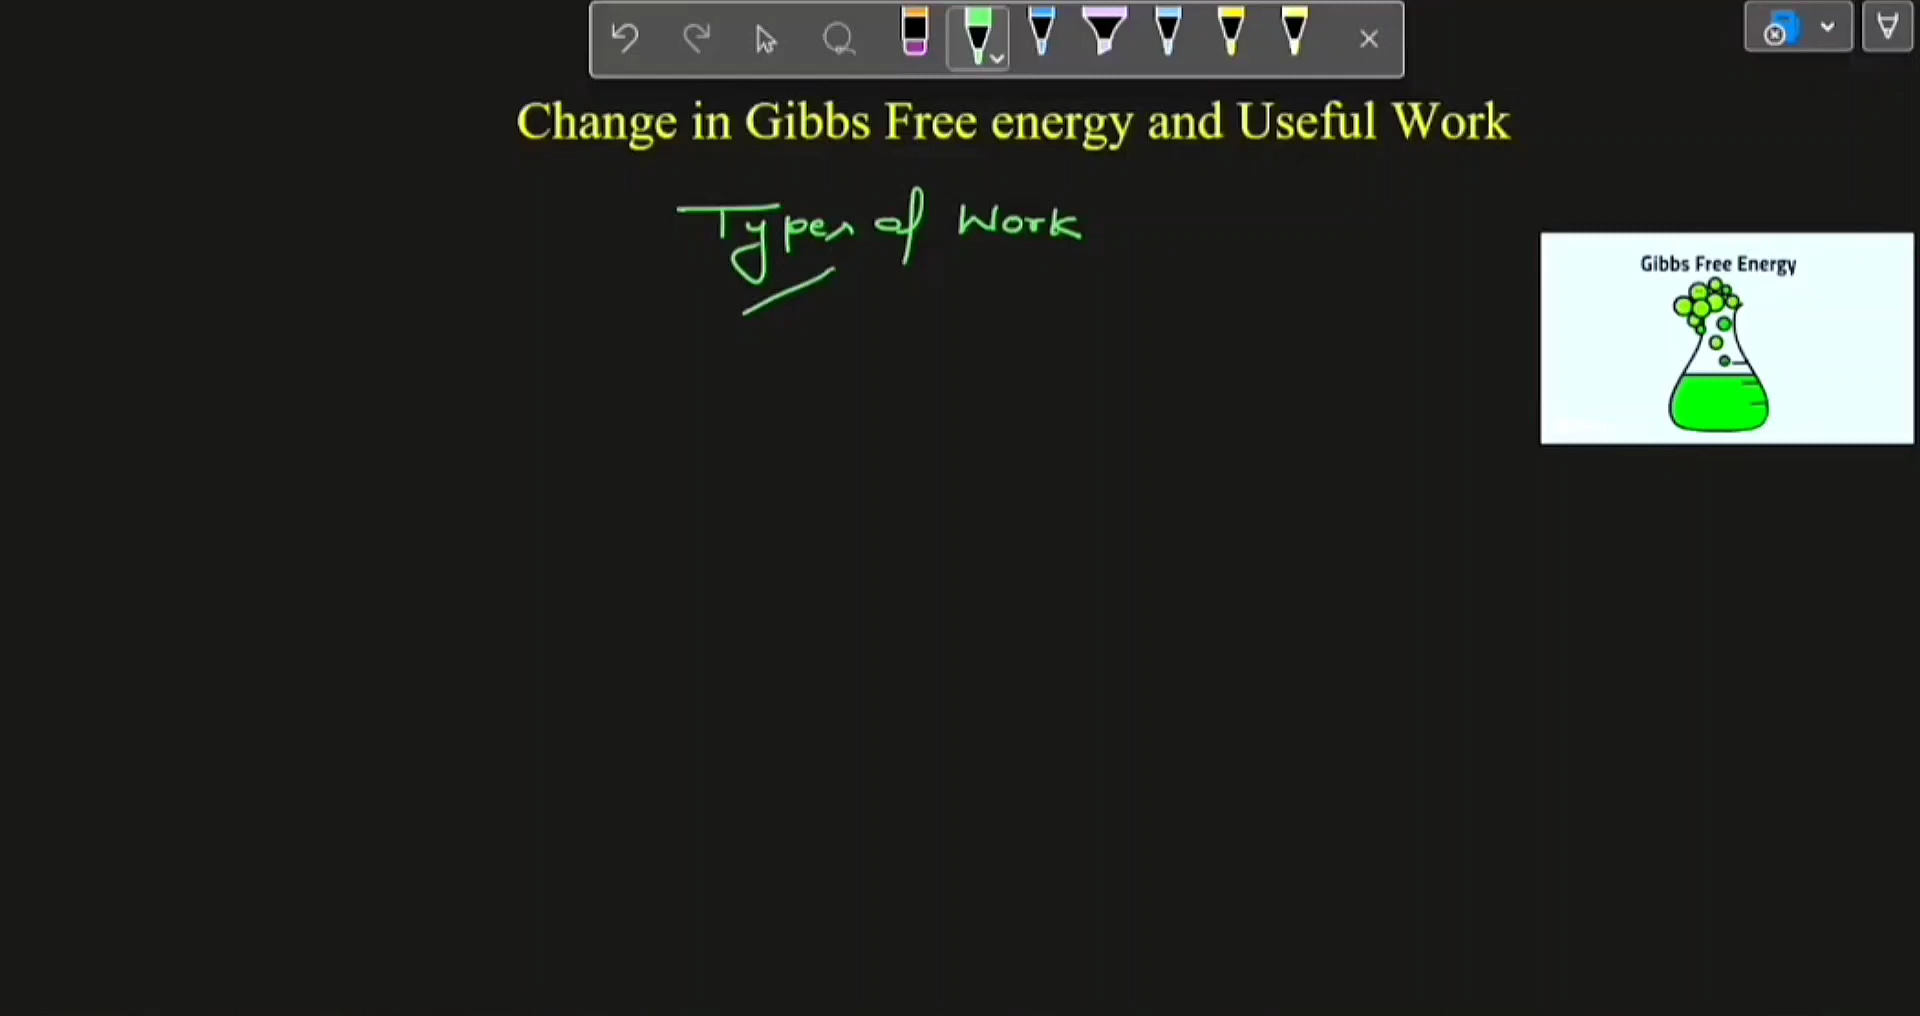 Change in Gibbs Free energy and Useful Work
Types of Work
Gibbs Free Energy